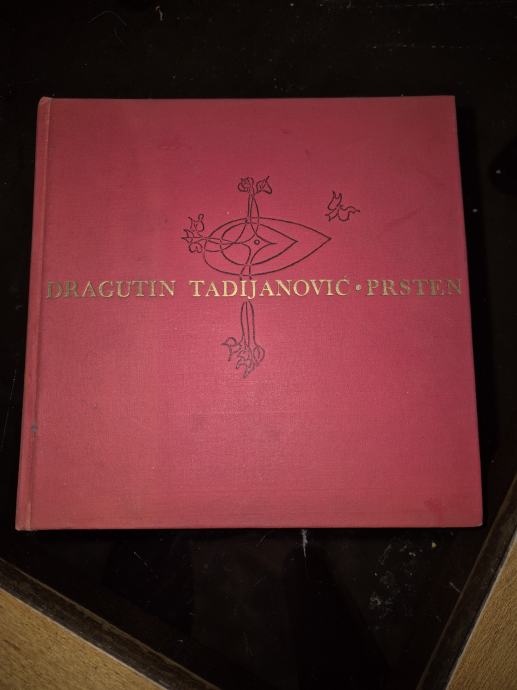 DRAGUTIN TADIJANOVIĆ • PRSTEN